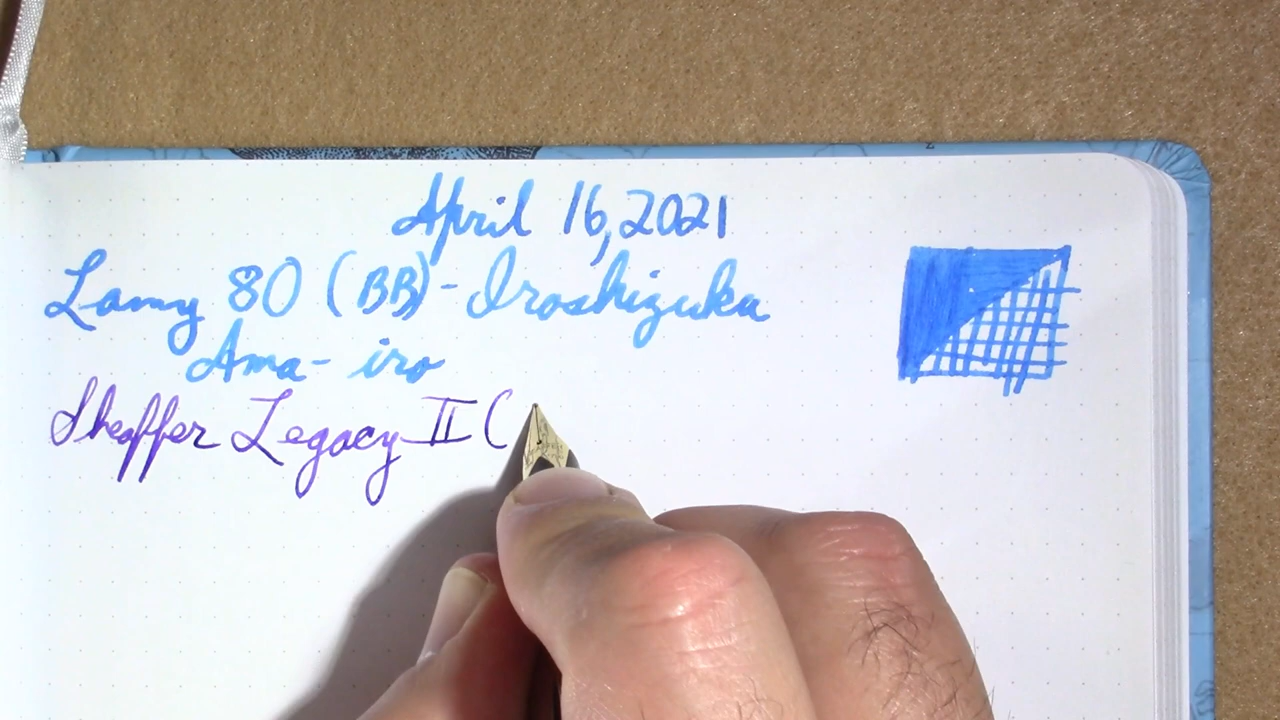 April 16, 2021
Lamy 80 (BB) - Iroshizuku
Ama-iro
Sheaffer Legacy II (